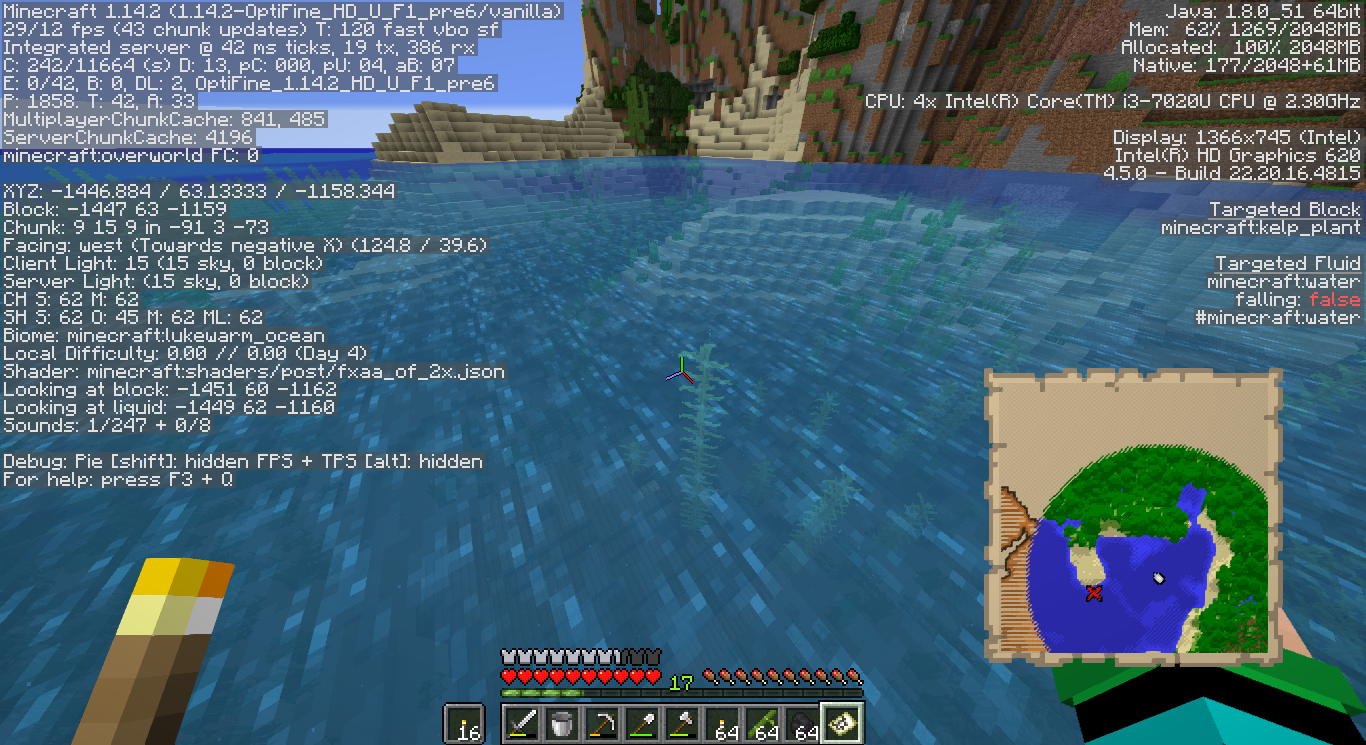 Minecraft 1.14.2 (1.14.2-OptiFine_HD_U_F1_pre6/vanilla)
29/12 fps (43 chunk updates) T: 120 fast vbo sf
Integrated server @ 42 ms ticks, 19 tx, 386 rx
C: 242/11664 (s) D: 13, pC: 000, pU: 04, aB: 07
E: 0/42, B: 0, DL: 2, OptiFine_1.14.2_HD_U_F1_pre6
P: 1858, T: 42, A: 33
MultiplayerChunkCache: 841, 485
ServerChunkCache: 4196
minecraft:overworld FC: 0
XYZ: -1446.884 / 63.13333 / -1158.344
Block: -1447 63 -1159
Chunk: 9 15 9 in -91 3 -73
Facing: west (Towards negative X) (124.8 / 39.6)
Client Light: 15 (15 sky, 0 block)
Server Light: (15 sky, 0 block)
CH S: 62 M: 62
SH S: 62 O: 45 M: 62 ML: 62
Biome: minecraft:lukewarm_ocean
Local Difficulty: 0.00 // 0.00 (Day 4)
Shader: minecraft:shaders/post/fxaa_of_2x.json
Looking at block: -1451 60 -1162
Looking at liquid: -1449 62 -1160
Sounds: 1/247 + 0/8
Debug: Pie [shift]: hidden FPS + TPS [alt]: hidden
For help: press F3 + Q
Java: 1.8.0_51 64bit
Mem: 62% 1269/2048MB
Allocated: 100% 2048MB
Native: 177/2048+61MB
CPU: 4x Intel(R) Core(TM) i3-7020U CPU @ 2.30GHz
Display: 1366x745 (Intel)
Intel(R) HD Graphics 620
4.5.0 - Build 22.20.16.4815
Targeted Block
minecraft:kelp_plant
Targeted Fluid
minecraft:water
falling: false
#minecraft:water
17
16
64
64
64